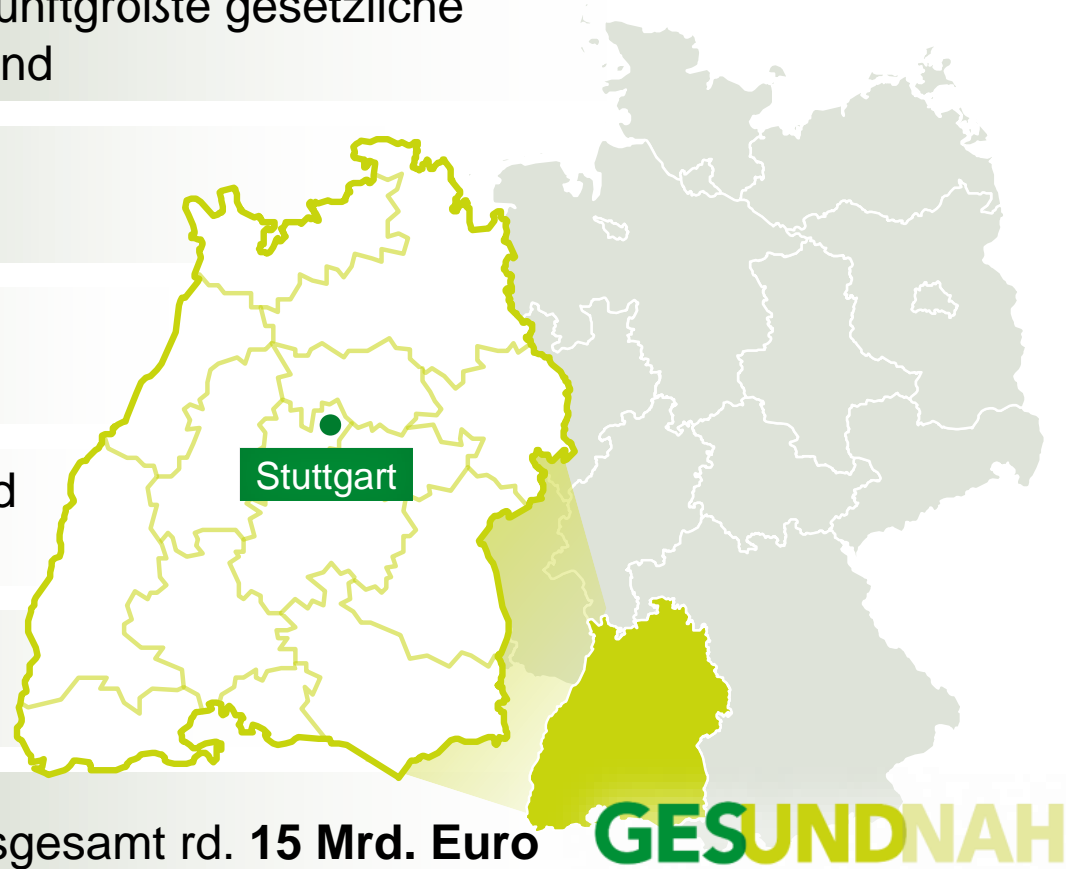 ünftgrößte gesetzliche
nd
d
Stuttgart
sgesamt rd. 15 Mrd. Euro
GESUNDNAH